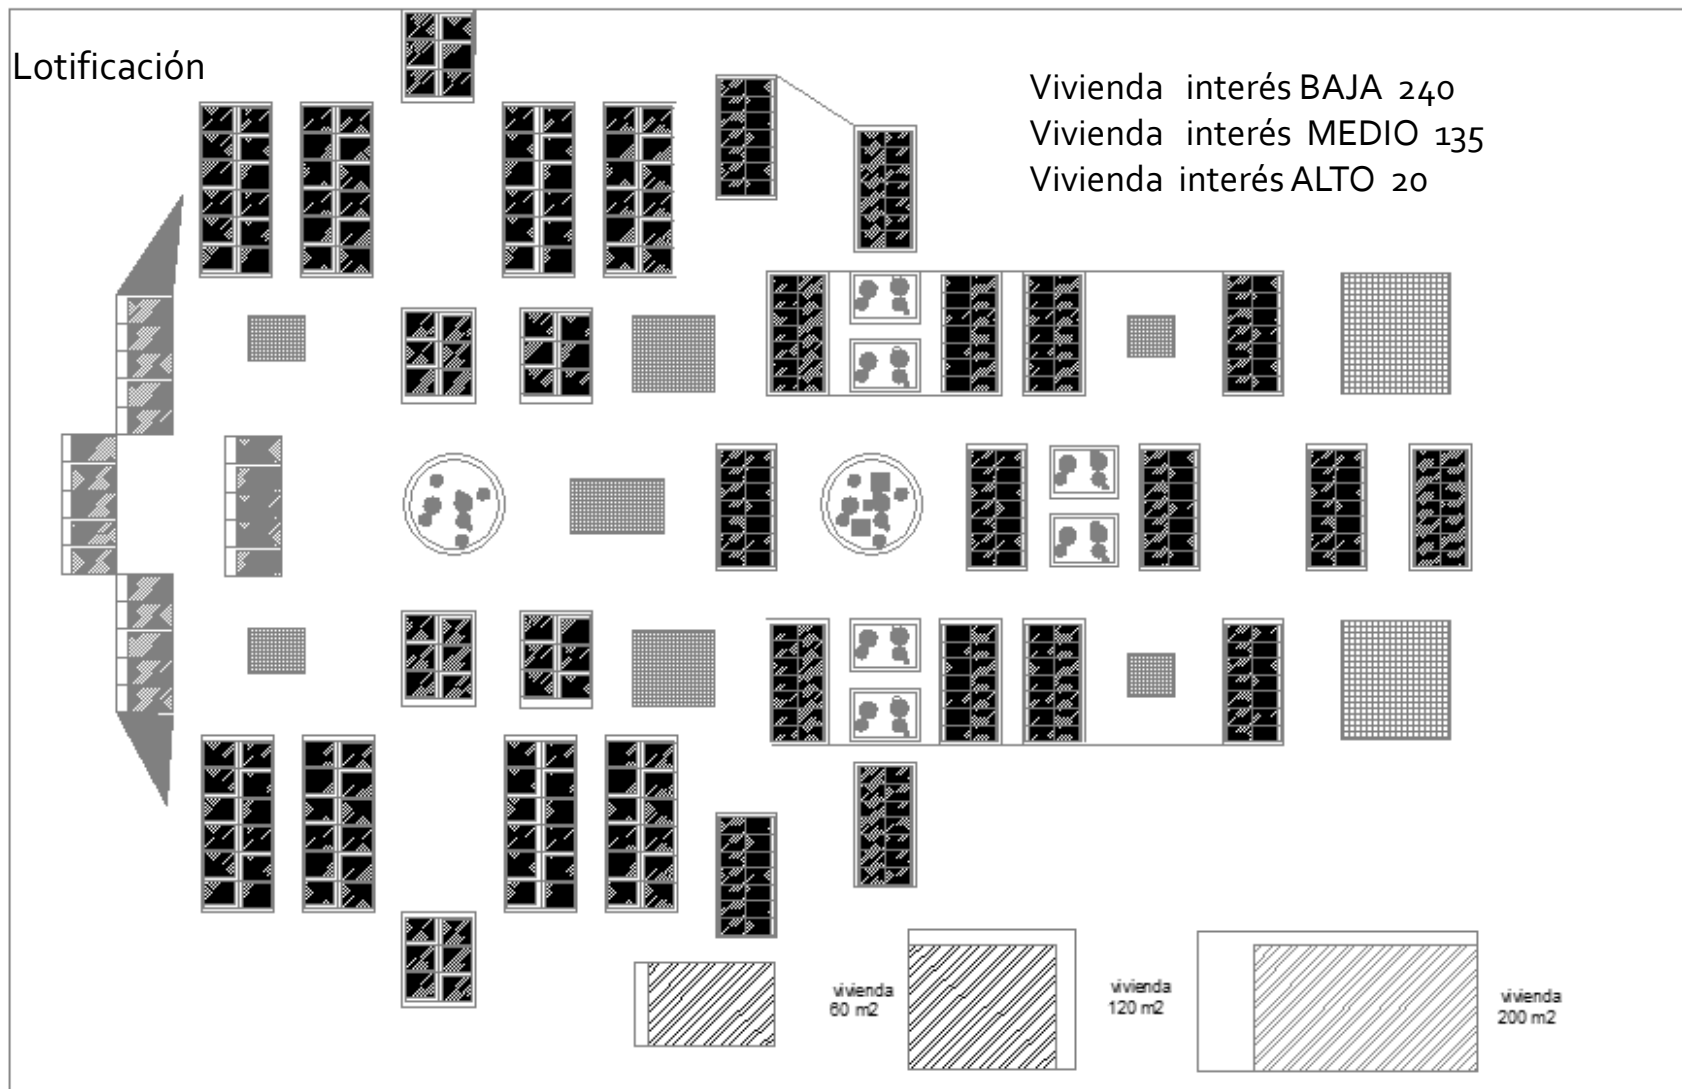 Lotificación
Vivienda interés BAJA 240
Vivienda interés MEDIO 135
Vivienda interés ALTO 20
vivienda
60 m2
vivienda
120 m2
vivienda
200 m2